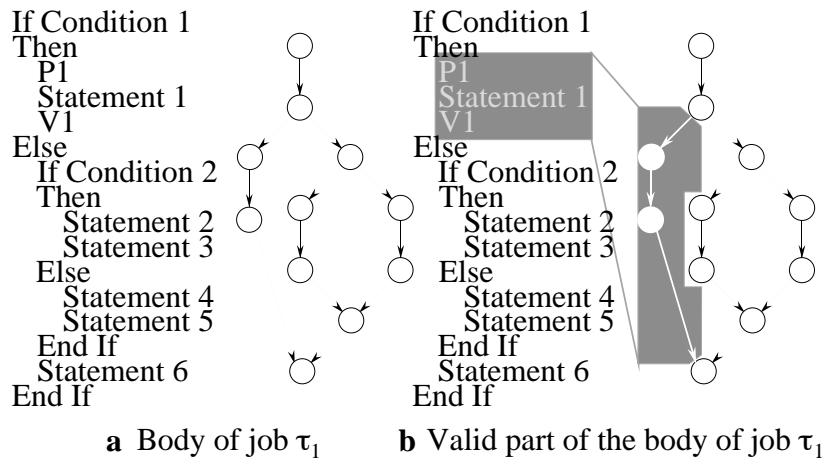 If Condition 1
Then
P1
Statement 1
V1
Else
If Condition 2
Then
Statement 2
Statement 3
Else
Statement 4
Statement 5
End If
Statement 6
End If
a Body of job τ1
If Condition 1
Then
P1
Statement 1
V1
Else
If Condition 2
Then
Statement 2
Statement 3
Else
Statement 4
Statement 5
End If
Statement 6
End If
b Valid part of the body of job τ1